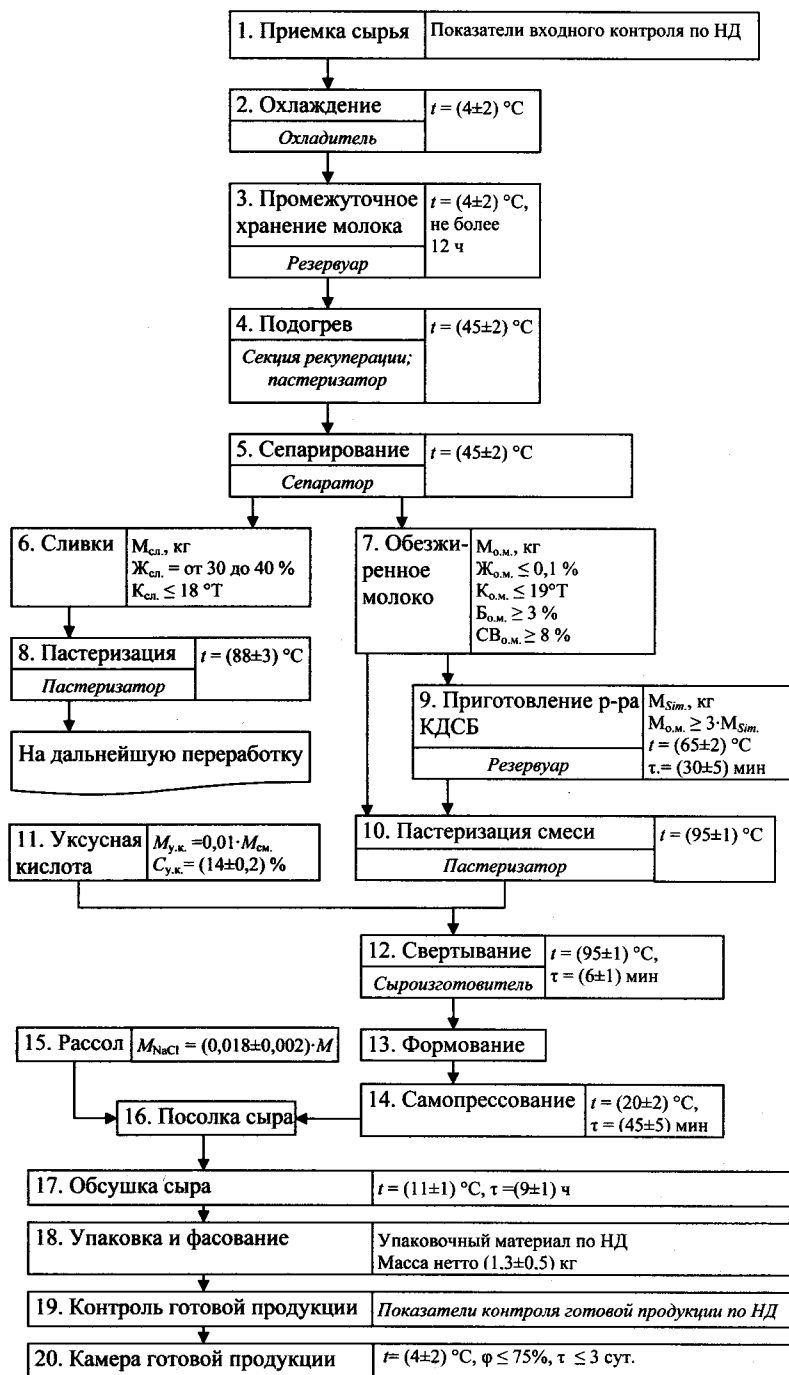 1. Приемка сырья
Показатели входного контроля по НД
2. Охлаждение
t = (4±2) °C
Охладитель
3. Промежуточное
хранение молока
t = (4±2) °C,
не более
12 ч
Резервуар
4. Подогрев
t = (45±2) °C
Секция рекуперации;
пастеризатор
5. Сепарирование
t = (45±2) °C
Сепаратор
6. Сливки
Мсл., кг
Жсл. = от 30 до 40 %
Ксл. ≤ 18 °Т
7. Обезжи-
ренное
молоко
Мо.м., кг
Жо.м. ≤ 0,1 %
Ко.м. ≤ 19°Т
Бо.м. ≥ 3 %
СВо.м. ≥ 8 %
8. Пастеризация
t = (88±3) °C
Пастеризатор
На дальнейшую переработку
9. Приготовление р-ра
КДСБ
МSim., кг
Мо.м. ≥ 3·МSim.
t = (65±2) °C
τ.= (30±5) мин
Резервуар
10. Пастеризация смеси
t = (95±1) °C
Пастеризатор
11. Уксусная
кислота
Му.к. =0,01·Мсм.
Су.к.= (14±0,2) %
12. Свертывание
t = (95±1) °C,
τ = (6±1) мин
Сыроизготовитель
13. Формование
15. Рассол
МNaCl = (0,018±0,002)·М
14. Самопрессование
t = (20±2) °C,
τ = (45±5) мин
16. Посолка сыра
17. Обсушка сыра
t = (11±1) °C, τ =(9±1) ч
18. Упаковка и фасование
Упаковочный материал по НД
Масса нетто (1,3±0,5) кг
19. Контроль готовой продукции
Показатели контроля готовой продукции по НД
20. Камера готовой продукции
t= (4±2) °C, φ ≤ 75%, τ ≤ 3 сут.